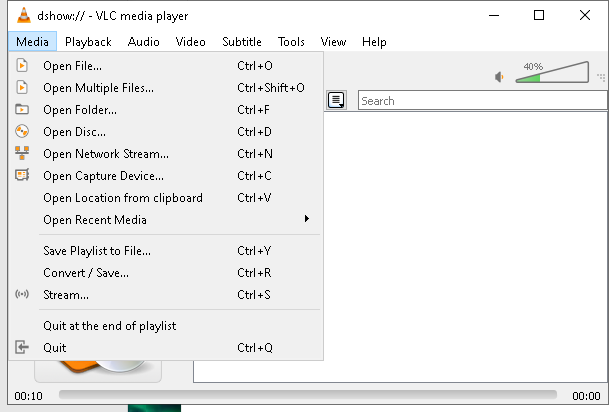 dshow:// - VLC media player
Media Playback Audio Video Subtitle Tools View Help
Open File... Ctrl+O
Open Multiple Files... Ctrl+Shift+O
Open Folder... Ctrl+F
Open Disc... Ctrl+D
Open Network Stream... Ctrl+N
Open Capture Device... Ctrl+C
Open Location from clipboard Ctrl+V
Open Recent Media
Save Playlist to File... Ctrl+Y
Convert / Save... Ctrl+R
Stream... Ctrl+S
Quit at the end of playlist
Quit Ctrl+Q
40%
Search
00:10 00:00